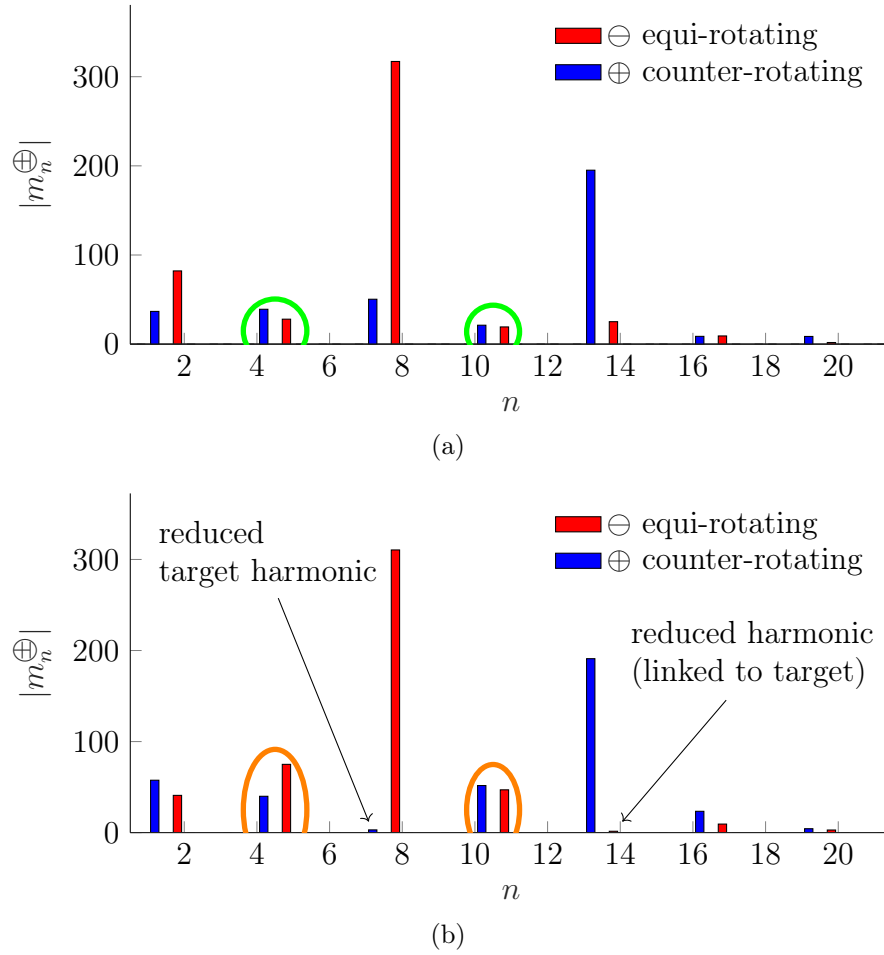 300
200
100
0
|m_n^⊕|
⊖ equi-rotating
⊕ counter-rotating
2 4 6 8 10 12 14 16 18 20
n
(a)
300
200
100
0
|m_n^⊕|
⊖ equi-rotating
⊕ counter-rotating
reduced
target harmonic
reduced harmonic
(linked to target)
2 4 6 8 10 12 14 16 18 20
n
(b)